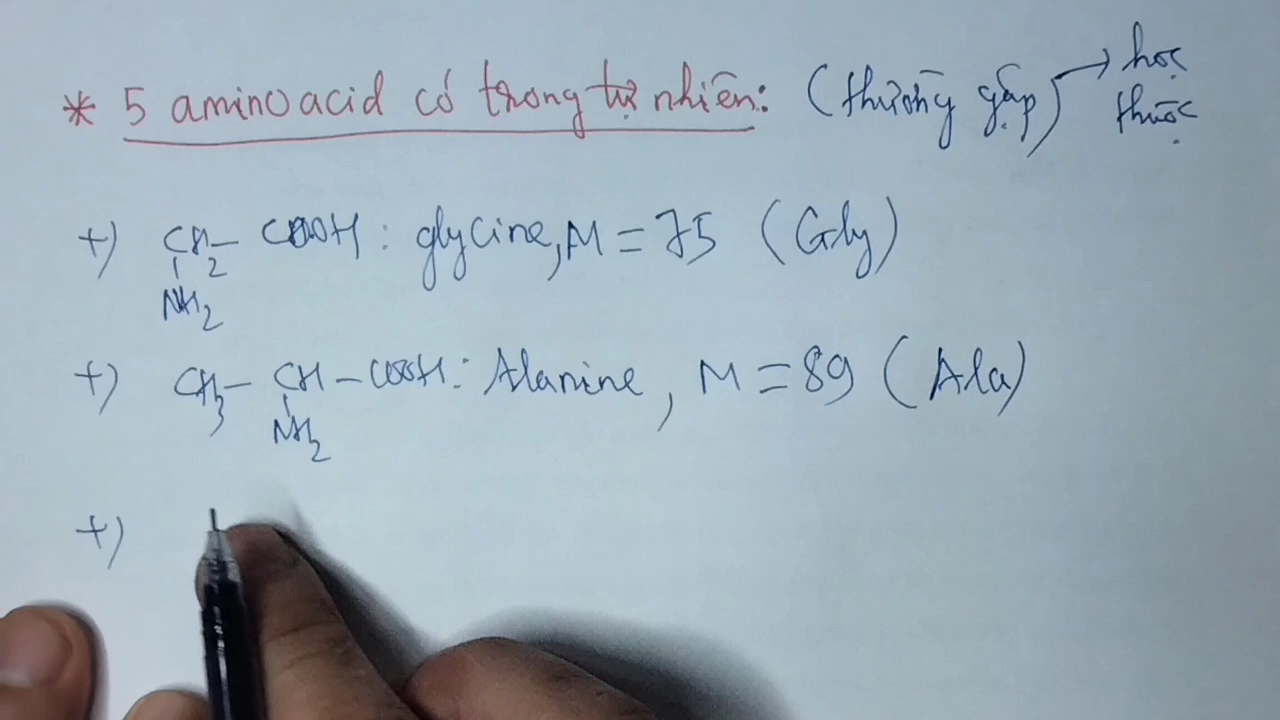 * 5 amino acid có trong tự nhiên: (thường gặp) → học thuộc
+) CH2 - COOH : glycine, M = 75 (Gly)
NH2
+) CH3 - CH - COOH : Alanine, M = 89 (Ala)
NH2
+)